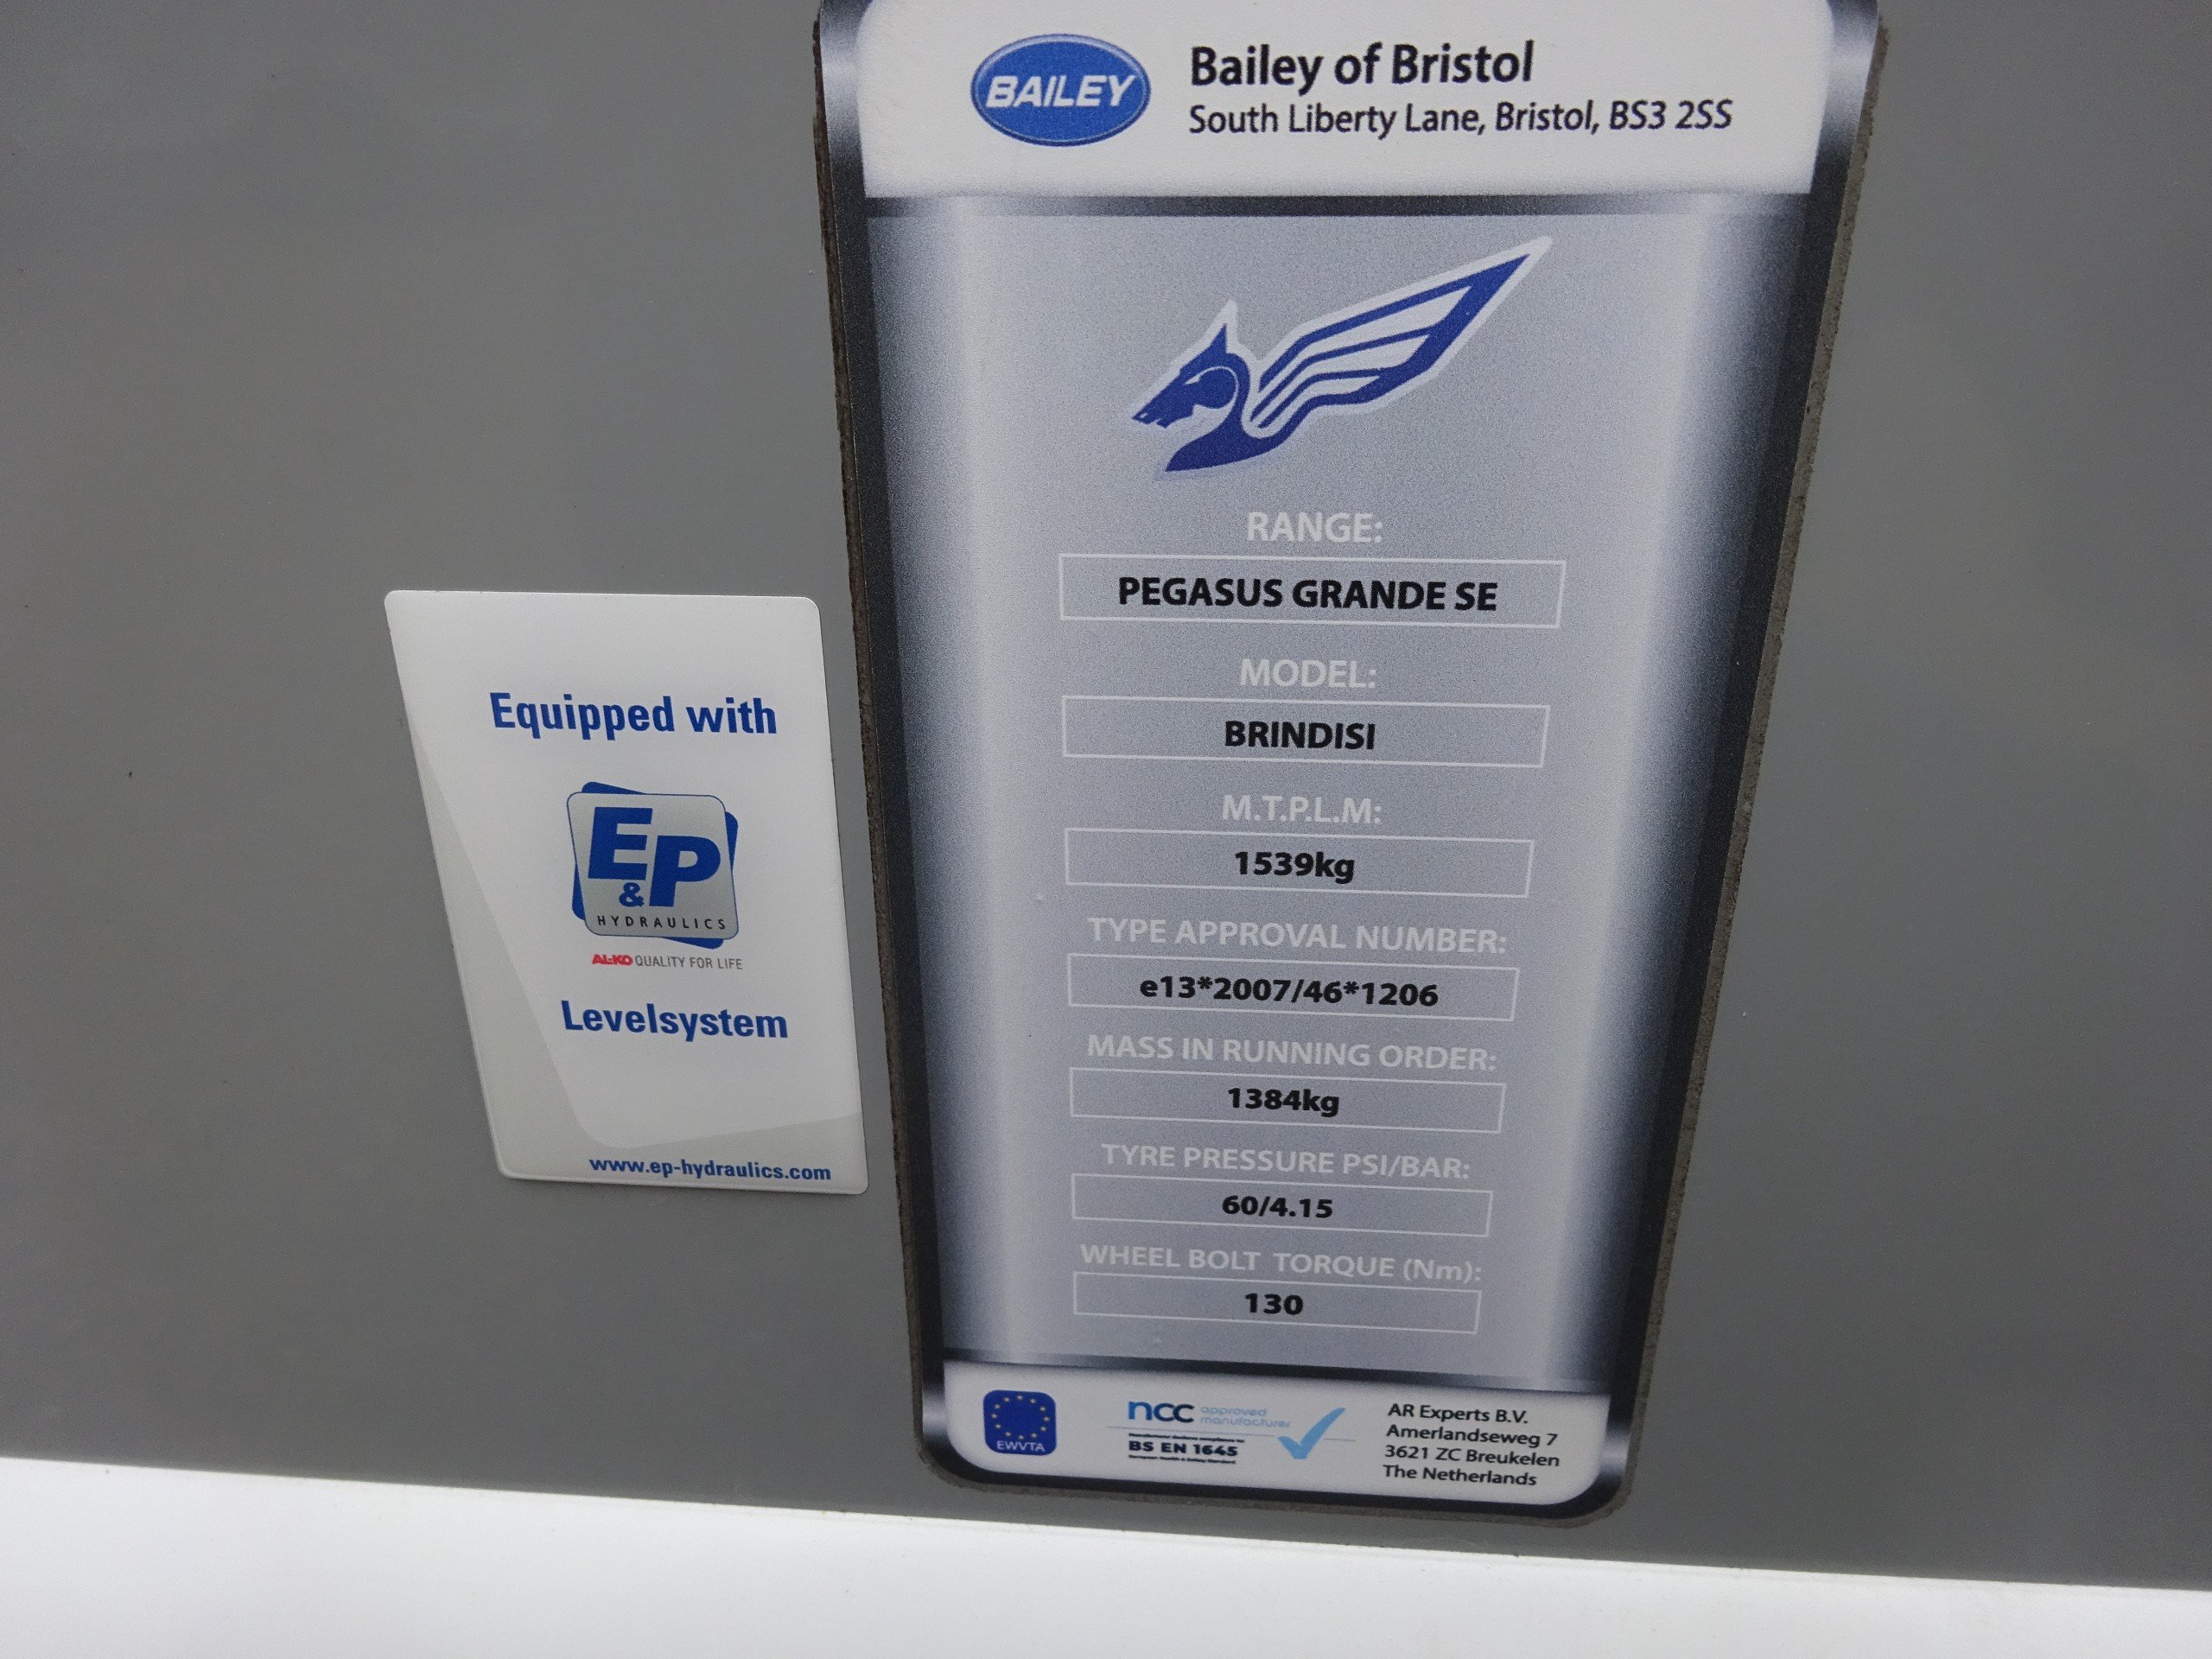 BAILEY
Bailey of Bristol
South Liberty Lane, Bristol, BS3 2SS
RANGE:
PEGASUS GRANDE SE
MODEL:
BRINDISI
M.T.P.L.M:
1539kg
TYPE APPROVAL NUMBER:
e13*2007/46*1206
MASS IN RUNNING ORDER:
1384kg
TYRE PRESSURE PSI/BAR:
60/4.15
WHEEL BOLT TORQUE (Nm):
130
EWVTA
ncc approved
manufacturer
BS EN 1645
AR Experts B.V.
Amerlandseweg 7
3621 ZC Breukelen
The Netherlands
Equipped with
E&P
HYDRAULICS
AL-KO QUALITY FOR LIFE
Levelsystem
www.ep-hydraulics.com